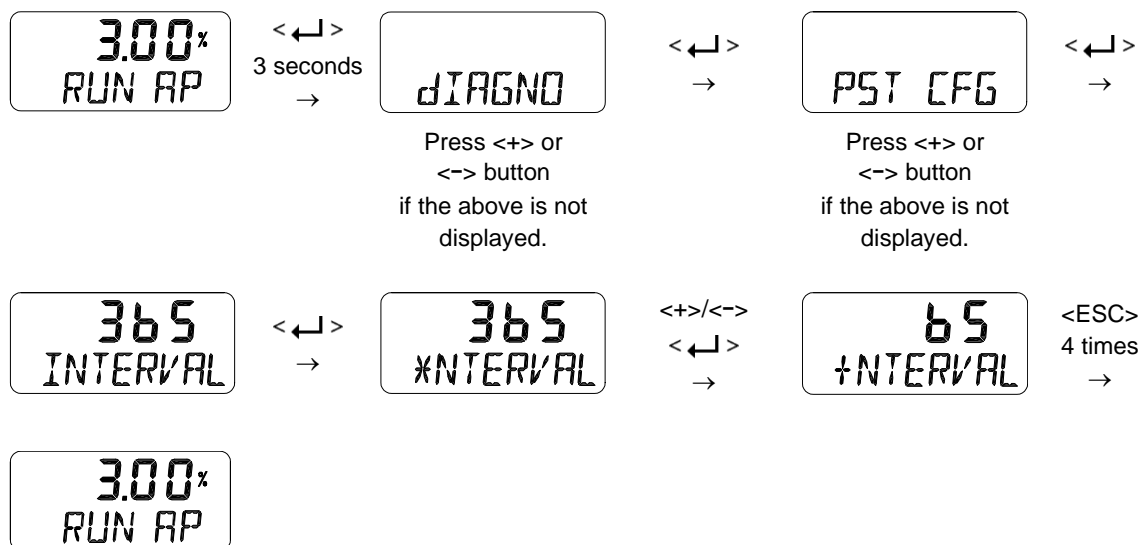 3.00%
RUN AP
< ↵ >
3 seconds
→
dIAGNO
Press <+> or
<-> button
if the above is not
displayed.
< ↵ >
→
PST CFG
Press <+> or
<-> button
if the above is not
displayed.
< ↵ >
→
365
INTERVAL
< ↵ >
→
365
*NTERVAL
<+>/<->
< ↵ >
→
65
+NTERVAL
<ESC>
4 times
→
3.00%
RUN AP